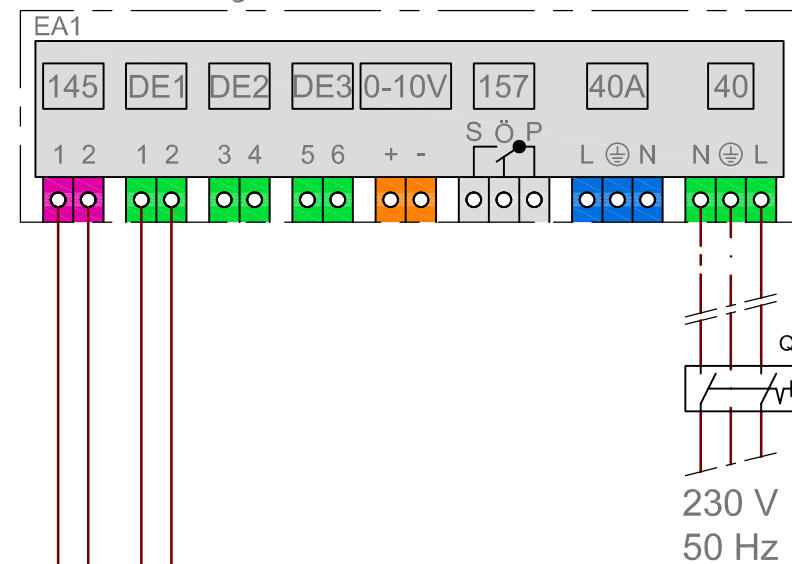 EA1
145 DE1 DE2 DE3 0-10V 157 40A 40
S Ö P
1 2 1 2 3 4 5 6 + - L N N L
Q
230 V
50 Hz